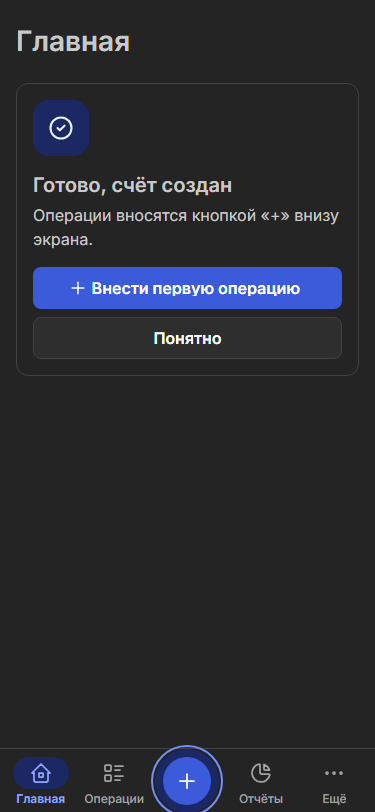 Главная
Готово, счёт создан
Операции вносятся кнопкой «+» внизу
экрана.
+ Внести первую операцию
Понятно
Главная
Операции
+
Отчёты
Ещё